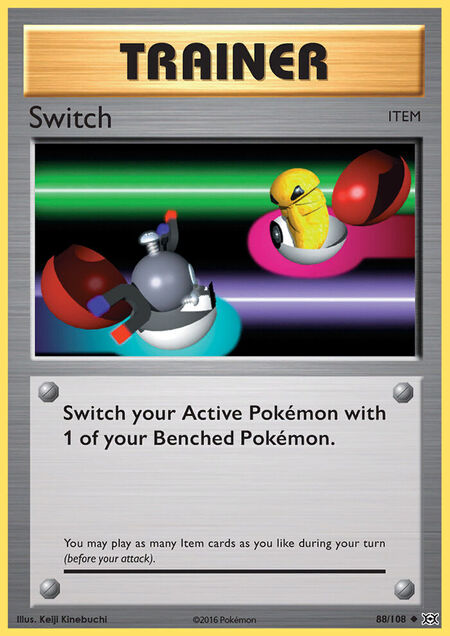 TRAINER
Switch
ITEM
Switch your Active Pokémon with
1 of your Benched Pokémon.
You may play as many Item cards as you like during your turn
(before your attack).
Illus. Keiji Kinebuchi
©2016 Pokémon
88/108